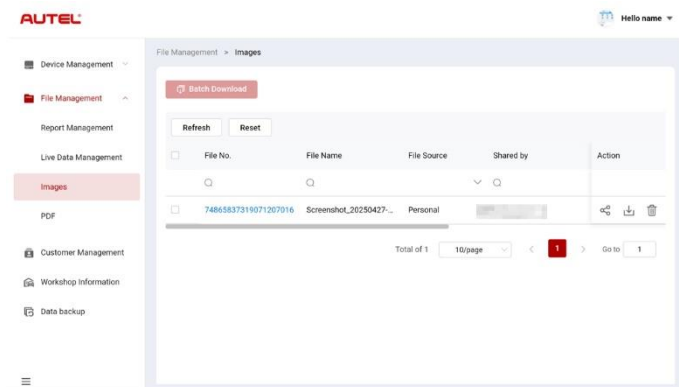 AUTEL
Hello name
Device Management
File Management > Images
File Management
Batch Download
Report Management
Refresh Reset
Live Data Management
File No. File Name File Source Shared by Action
Images
74865837319071207016 Screenshot_20250427-... Personal
PDF
Customer Management
Total of 1 10/page 1 Go to 1
Workshop Information
Data backup